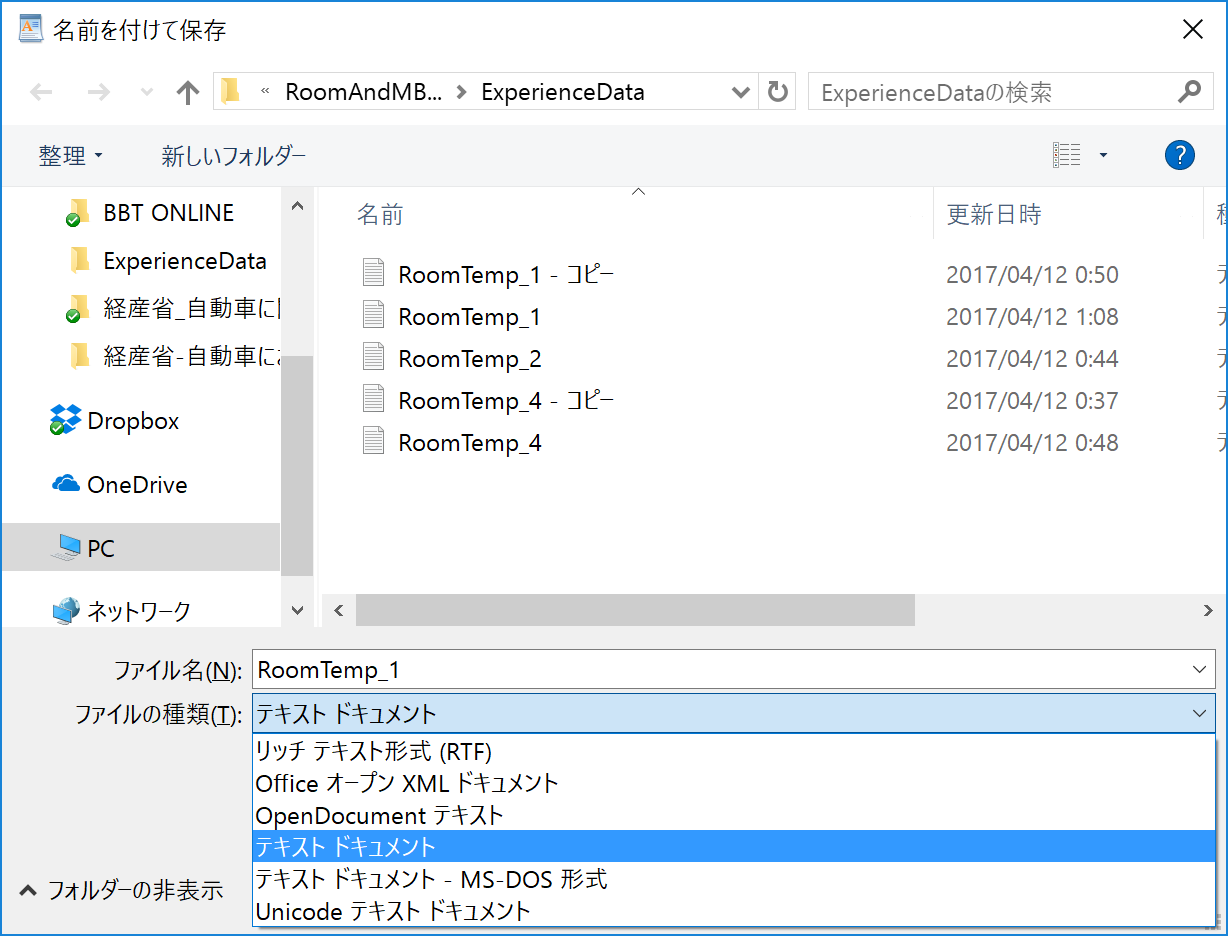 名前を付けて保存
« RoomAndMB... > ExperienceData
ExperienceDataの検索
整理
新しいフォルダー
?
BBT ONLINE
ExperienceData
経産省_自動車に
経産省-自動車に
Dropbox
OneDrive
PC
ネットワーク
名前 更新日時
RoomTemp_1 - コピー 2017/04/12 0:50
RoomTemp_1 2017/04/12 1:08
RoomTemp_2 2017/04/12 0:44
RoomTemp_4 - コピー 2017/04/12 0:37
RoomTemp_4 2017/04/12 0:48
ファイル名(N): RoomTemp_1
ファイルの種類(T): テキスト ドキュメント
リッチ テキスト形式 (RTF)
Office オープン XML ドキュメント
OpenDocument テキスト
テキスト ドキュメント
テキスト ドキュメント - MS-DOS 形式
Unicode テキスト ドキュメント
フォルダーの非表示